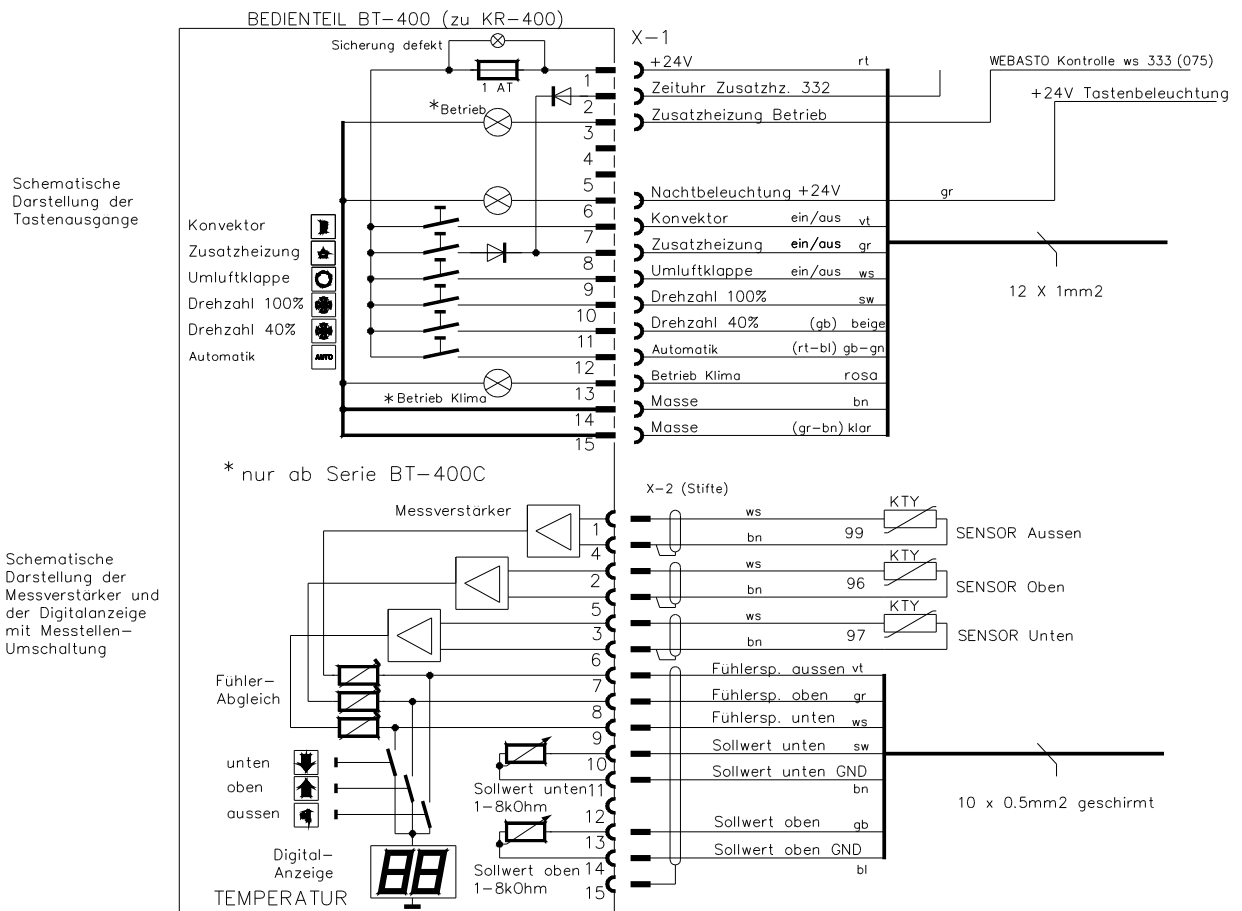 BEDIENTEIL BT-400 (zu KR-400)
Sicherung defekt
1 AT
*Betrieb
X-1
+24V rt
WEBASTO Kontrolle ws 333 (075)
1
Zeituhr Zusatzhz. 332
+24V Tastenbeleuchtung
2
Zusatzheizung Betrieb
3
4
5
Nachtbeleuchtung +24V gr
6
Schematische
Darstellung der
Tastenausgange
Konvektor
Konvektor ein/aus vt
7
Zusatzheizung
Zusatzheizung ein/aus gr
8
Umluftklappe
Umluftklappe ein/aus ws
9
12 X 1mm2
Drehzahl 100%
Drehzahl 100% sw
10
Drehzahl 40%
Drehzahl 40% (gb) beige
11
Automatik
AUTO
Automatik (rt-bl) gb-gn
12
Betrieb Klima rosa
13
*Betrieb Klima
Masse bn
14
Masse (gr-bn) klar
15
* nur ab Serie BT-400C
X-2 (Stifte)
Messverstärker
Schematische
Darstellung der
Messverstärker und
der Digitalanzeige
mit Messtellen-
Umschaltung
1
ws
KTY
4
bn
99
SENSOR Aussen
2
ws
KTY
5
bn
96
SENSOR Oben
3
ws
KTY
6
bn
97
SENSOR Unten
Fühler-
Abgleich
7
Fühlersp. aussen vt
8
Fühlersp. oben gr
9
Fühlersp. unten ws
10
Sollwert unten sw
11
Sollwert unten GND
bn
12
10 x 0.5mm2 geschirmt
13
Sollwert oben gb
14
Sollwert oben GND
bl
15
unten
oben
aussen
Sollwert unten
1-8kOhm
Sollwert oben
1-8kOhm
Digital-
Anzeige
88
TEMPERATUR